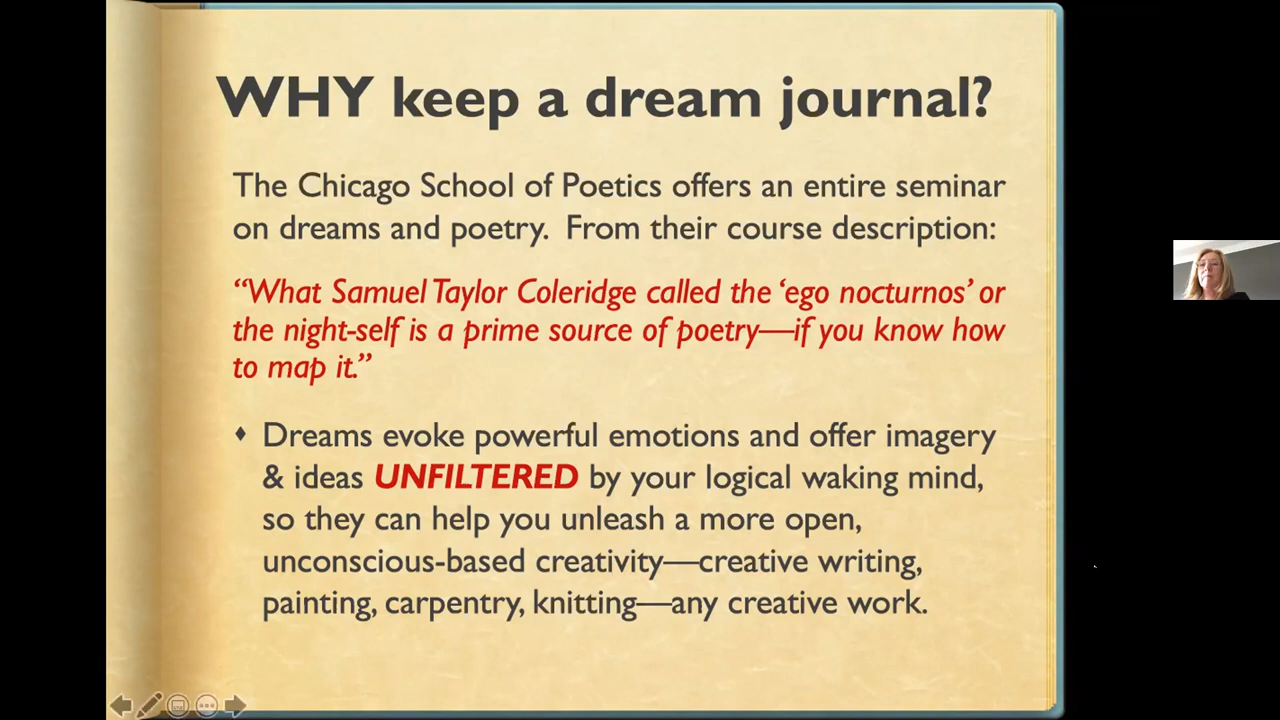 WHY keep a dream journal?
The Chicago School of Poetics offers an entire seminar
on dreams and poetry.  From their course description:
“What Samuel Taylor Coleridge called the ‘ego nocturnos’ or
the night-self is a prime source of poetry—if you know how
to map it.”
♦ Dreams evoke powerful emotions and offer imagery
& ideas UNFILTERED by your logical waking mind,
so they can help you unleash a more open,
unconscious-based creativity—creative writing,
painting, carpentry, knitting—any creative work.